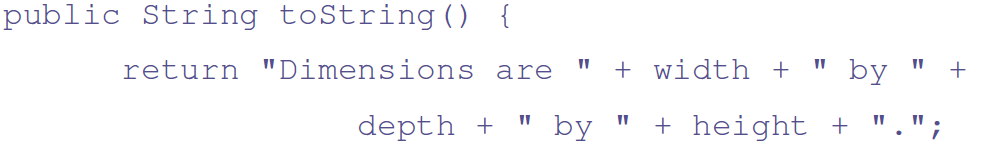 public String toString() {
return "Dimensions are " + width + " by " +
depth + " by " + height + ".";